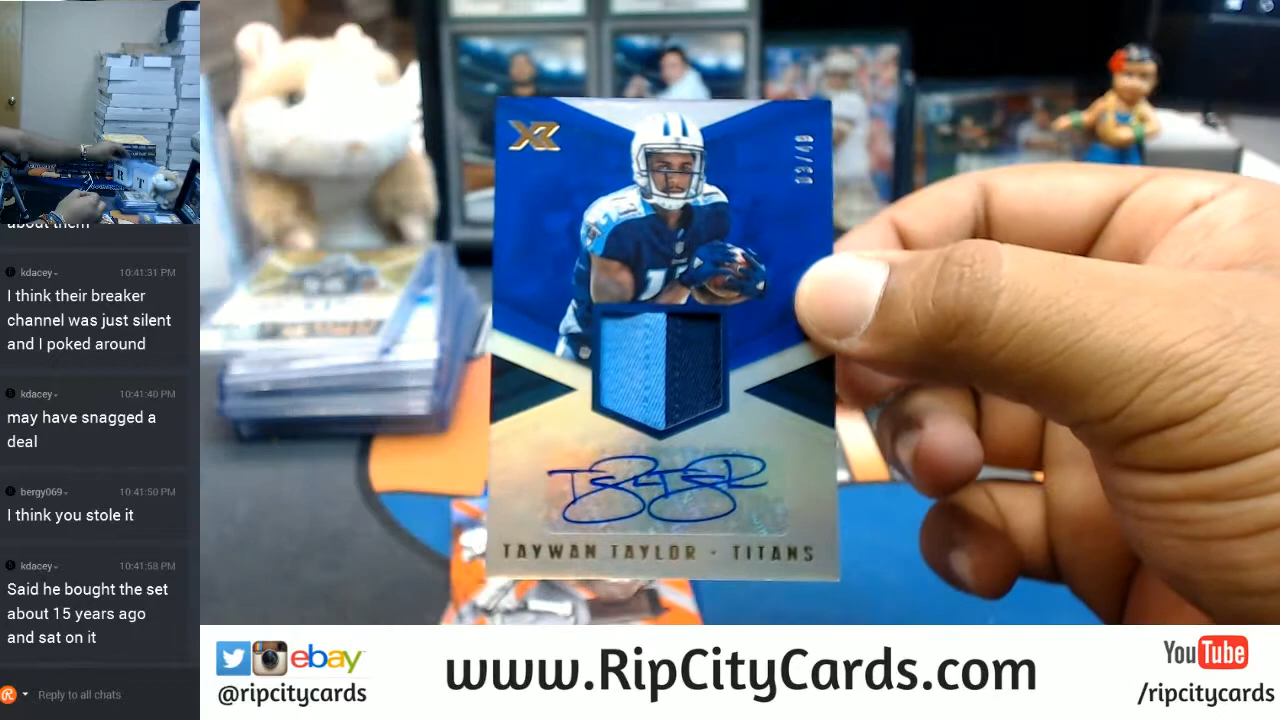 about them
kdacey
10:41:31 PM
I think their breaker
channel was just silent
and I poked around
kdacey
10:41:40 PM
may have snagged a
deal
bergy069
10:41:50 PM
I think you stole it
kdacey
10:41:58 PM
Said he bought the set
about 15 years ago
and sat on it
Reply to all chats
XR
TAYWAN TAYLOR · TITANS
ebay
@ripcitycards
www.RipCityCards.com
YouTube
/ripcitycards